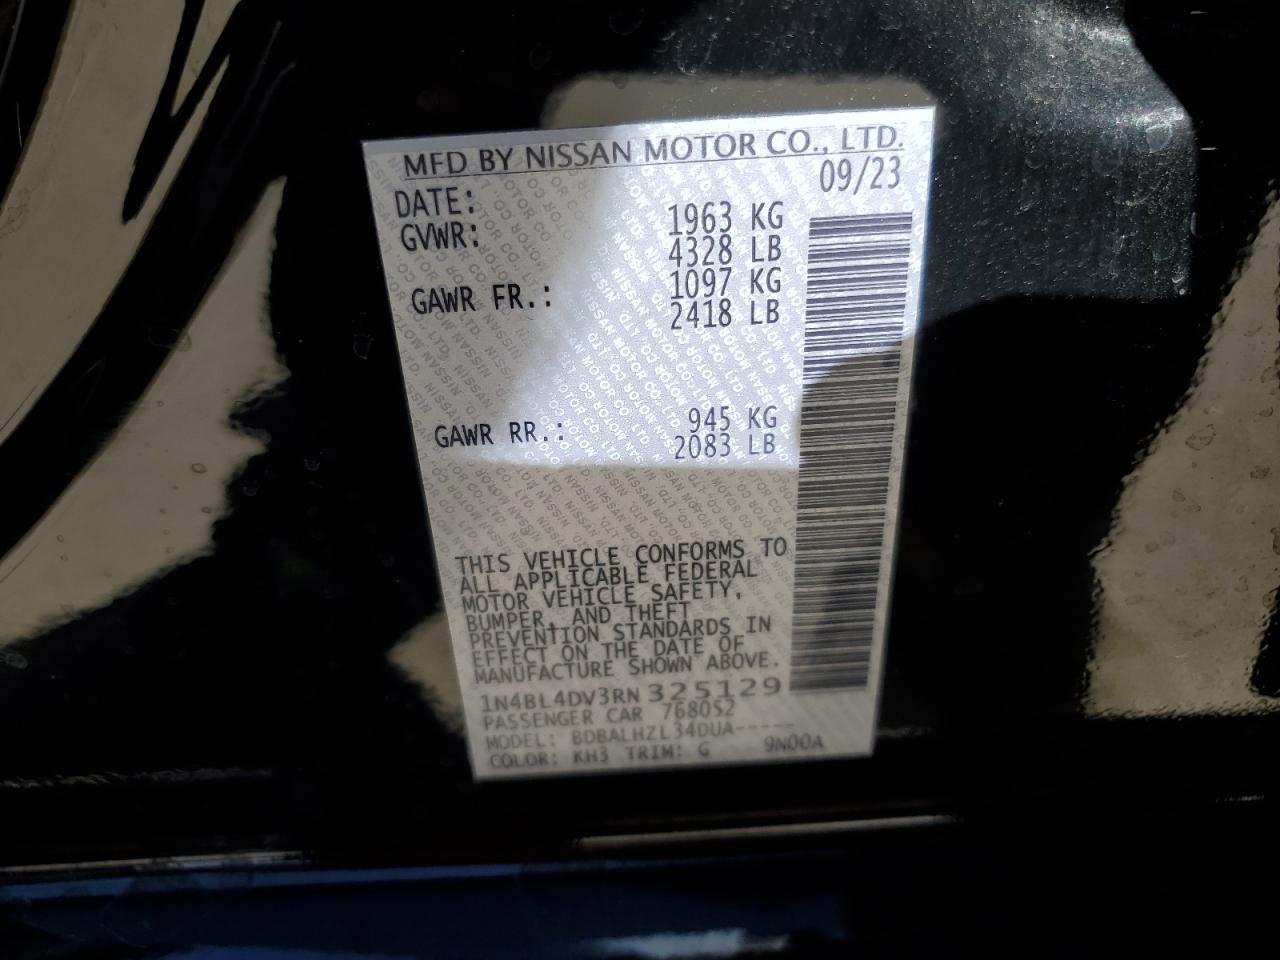 MFD BY NISSAN MOTOR CO., LTD.
DATE: 09/23
GVWR: 1963 KG
4328 LB
GAWR FR.: 1097 KG
2418 LB
GAWR RR.: 945 KG
2083 LB
THIS VEHICLE CONFORMS TO
ALL APPLICABLE FEDERAL
MOTOR VEHICLE SAFETY,
BUMPER, AND THEFT
PREVENTION STANDARDS IN
EFFECT ON THE DATE OF
MANUFACTURE SHOWN ABOVE.
1N4BL4DV3RN325129
PASSENGER CAR 7680S2
MODEL: BDBALHZL34DUA-----
COLOR: KH3 TRIM: G 9N00A